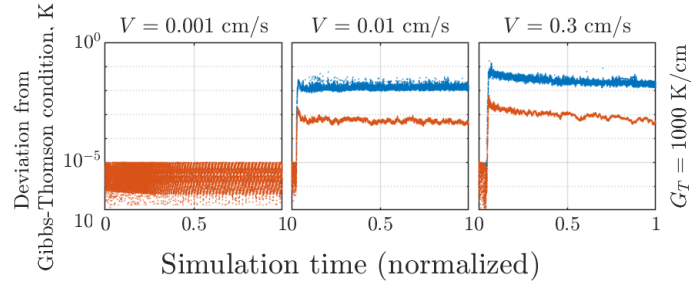 V = 0.001 cm/s
V = 0.01 cm/s
V = 0.3 cm/s
Deviation from
Gibbs-Thomson condition, K
10^0
10^-5
10
0
0.5
10
0.5
10
0.5
1
G_T = 1000 K/cm
Simulation time (normalized)